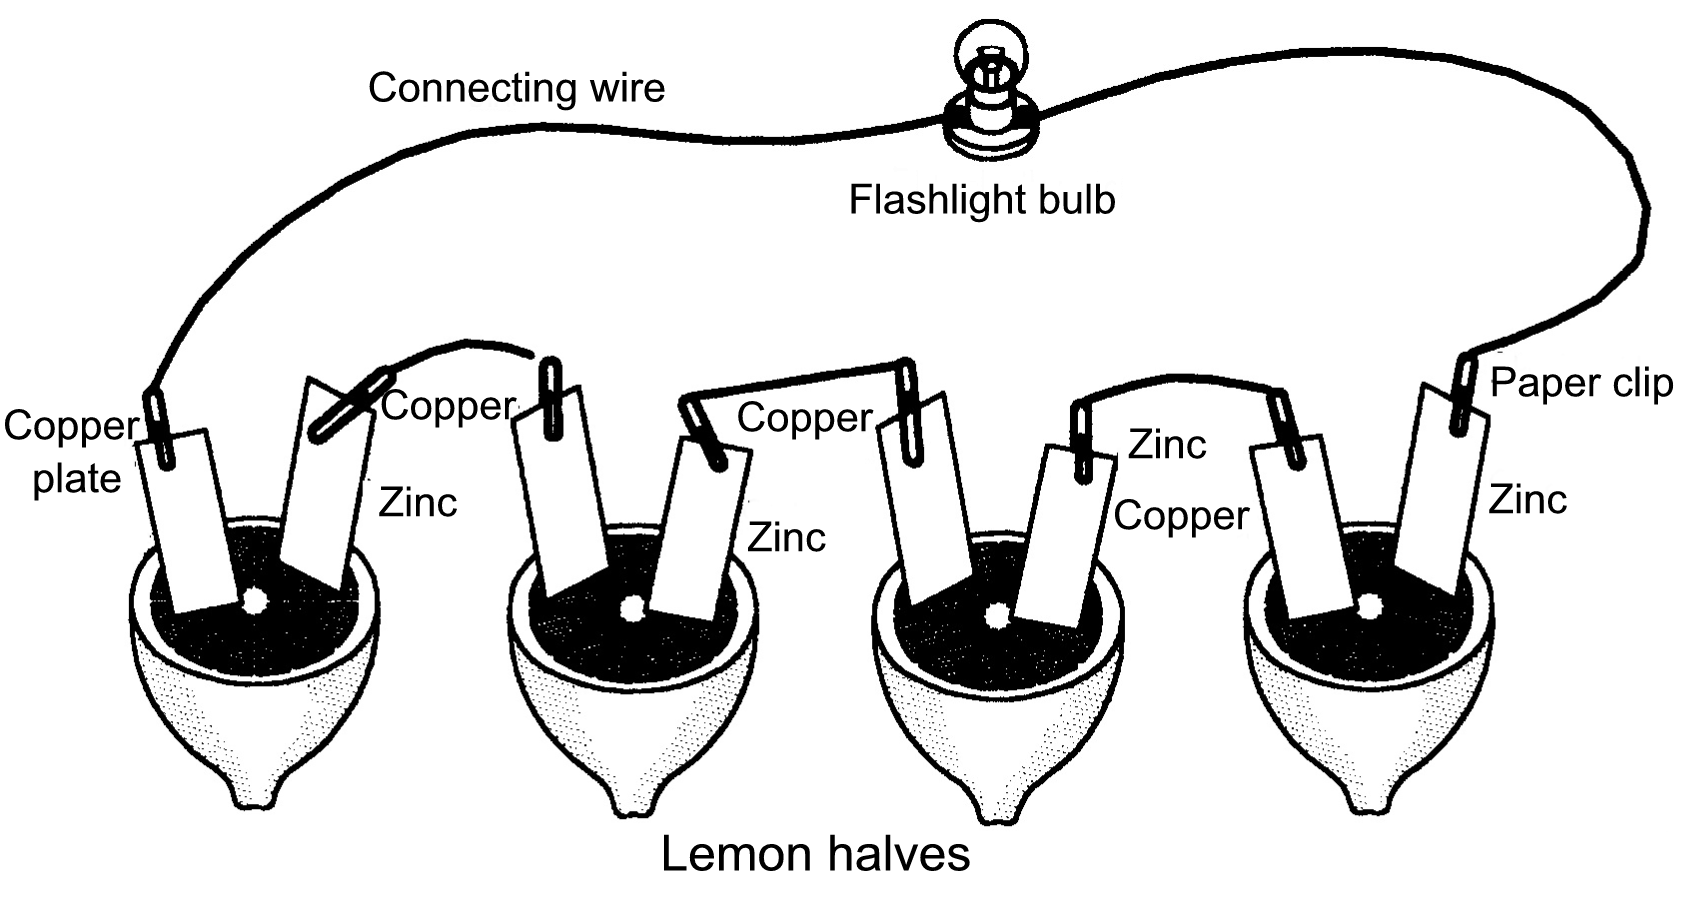 Connecting wire
Flashlight bulb
Copper
plate
Copper
Zinc
Copper
Zinc
Zinc
Copper
Paper clip
Zinc
Lemon halves